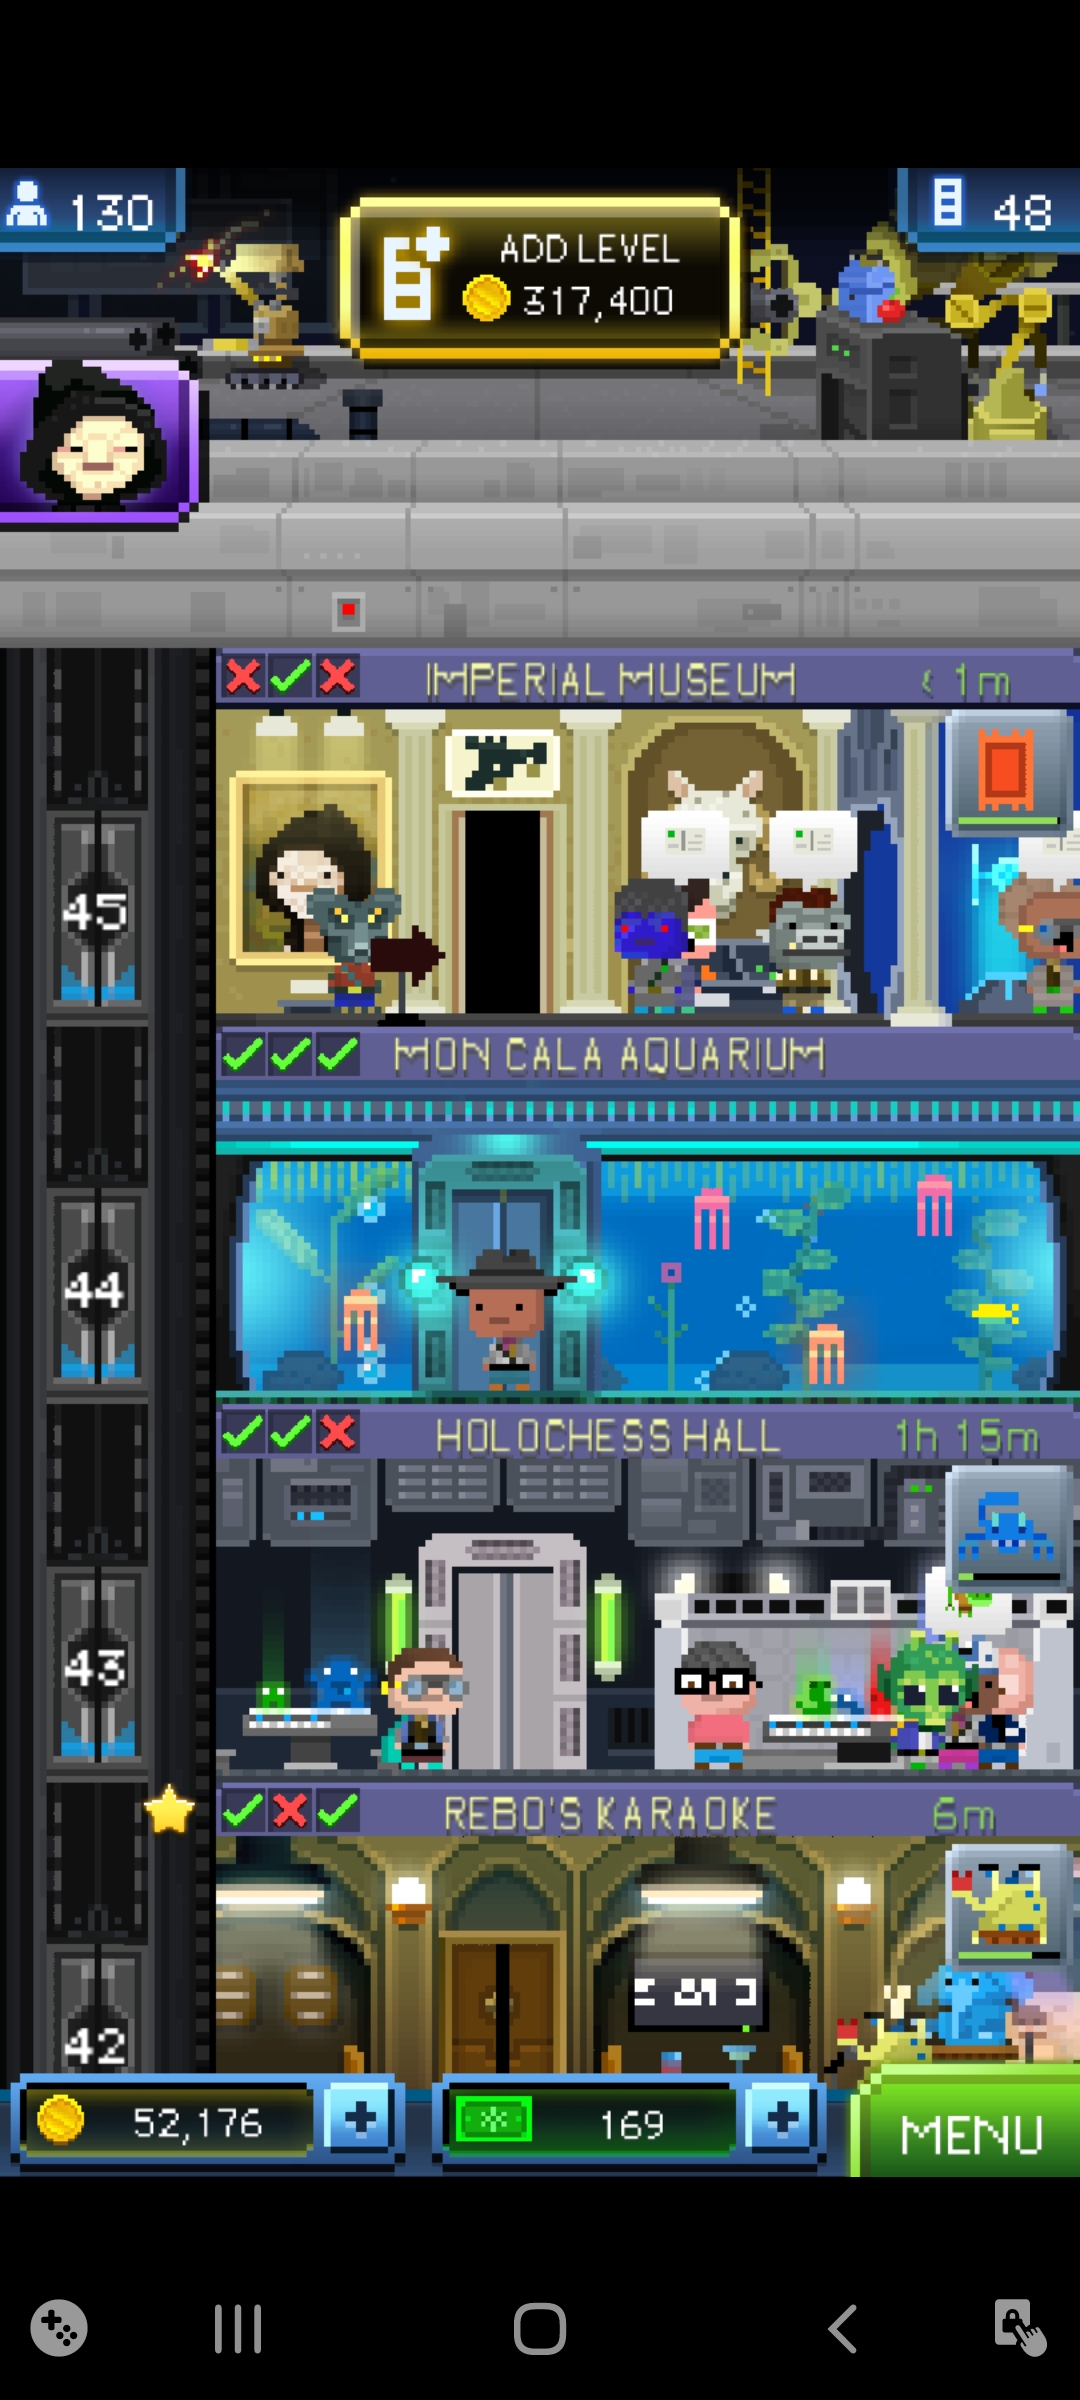 130
ADD LEVEL
317,400
48
IMPERIAL MUSEUM
< 1m
45
MON CALA AQUARIUM
44
HOLOCHESS HALL
1h 15m
43
REBO'S KARAOKE
6m
42
52,176
169
MENU